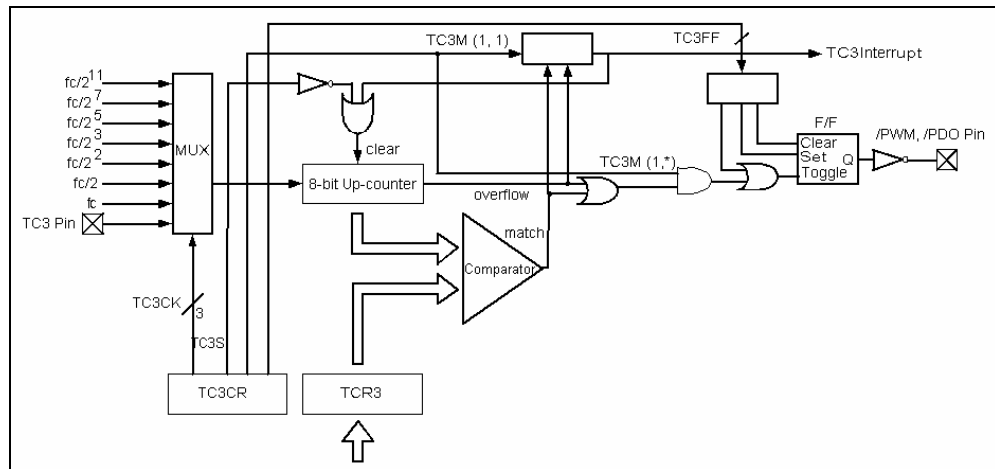 TC3M (1, 1)
TC3FF
TC3Interrupt
fc/2 11
fc/2 7
fc/2 5
fc/2 3
fc/2 2
fc/2
fc
TC3 Pin
MUX
clear
8-bit Up-counter
overflow
TC3M (1,*)
F/F
Clear
Set
Q
Toggle
/PWM, /PDO Pin
match
Comparator
TC3CK
3
TC3S
TC3CR
TCR3